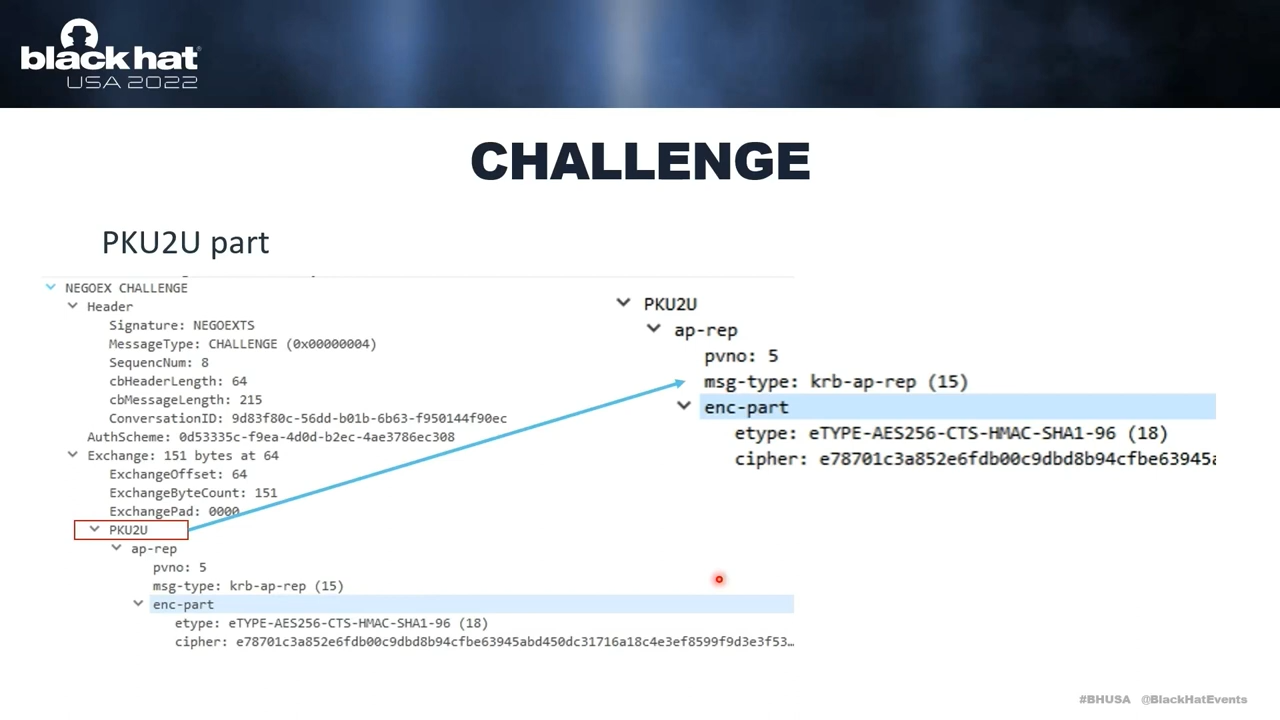 black hat
USA 2022
CHALLENGE
PKU2U part
NEGOEX CHALLENGE
Header
Signature: NEGOEXTS
MessageType: CHALLENGE (0x00000004)
SequencNum: 8
cbHeaderLength: 64
cbMessageLength: 215
ConversationID: 9d83f80c-56dd-b01b-6b63-f950144f90ec
AuthScheme: 0d53335c-f9ea-4d0d-b2ec-4ae3786ec308
Exchange: 151 bytes at 64
ExchangeOffset: 64
ExchangeByteCount: 151
ExchangePad: 0000
PKU2U
ap-rep
pvno: 5
msg-type: krb-ap-rep (15)
enc-part
etype: eTYPE-AES256-CTS-HMAC-SHA1-96 (18)
cipher: e78701c3a852e6fdb00c9dbd8b94cfbe63945abd450dc31716a18c4e3ef8599f9d3e3f53…
PKU2U
ap-rep
pvno: 5
msg-type: krb-ap-rep (15)
enc-part
etype: eTYPE-AES256-CTS-HMAC-SHA1-96 (18)
cipher: e78701c3a852e6fdb00c9dbd8b94cfbe63945a
#BHUSA @BlackHatEvents